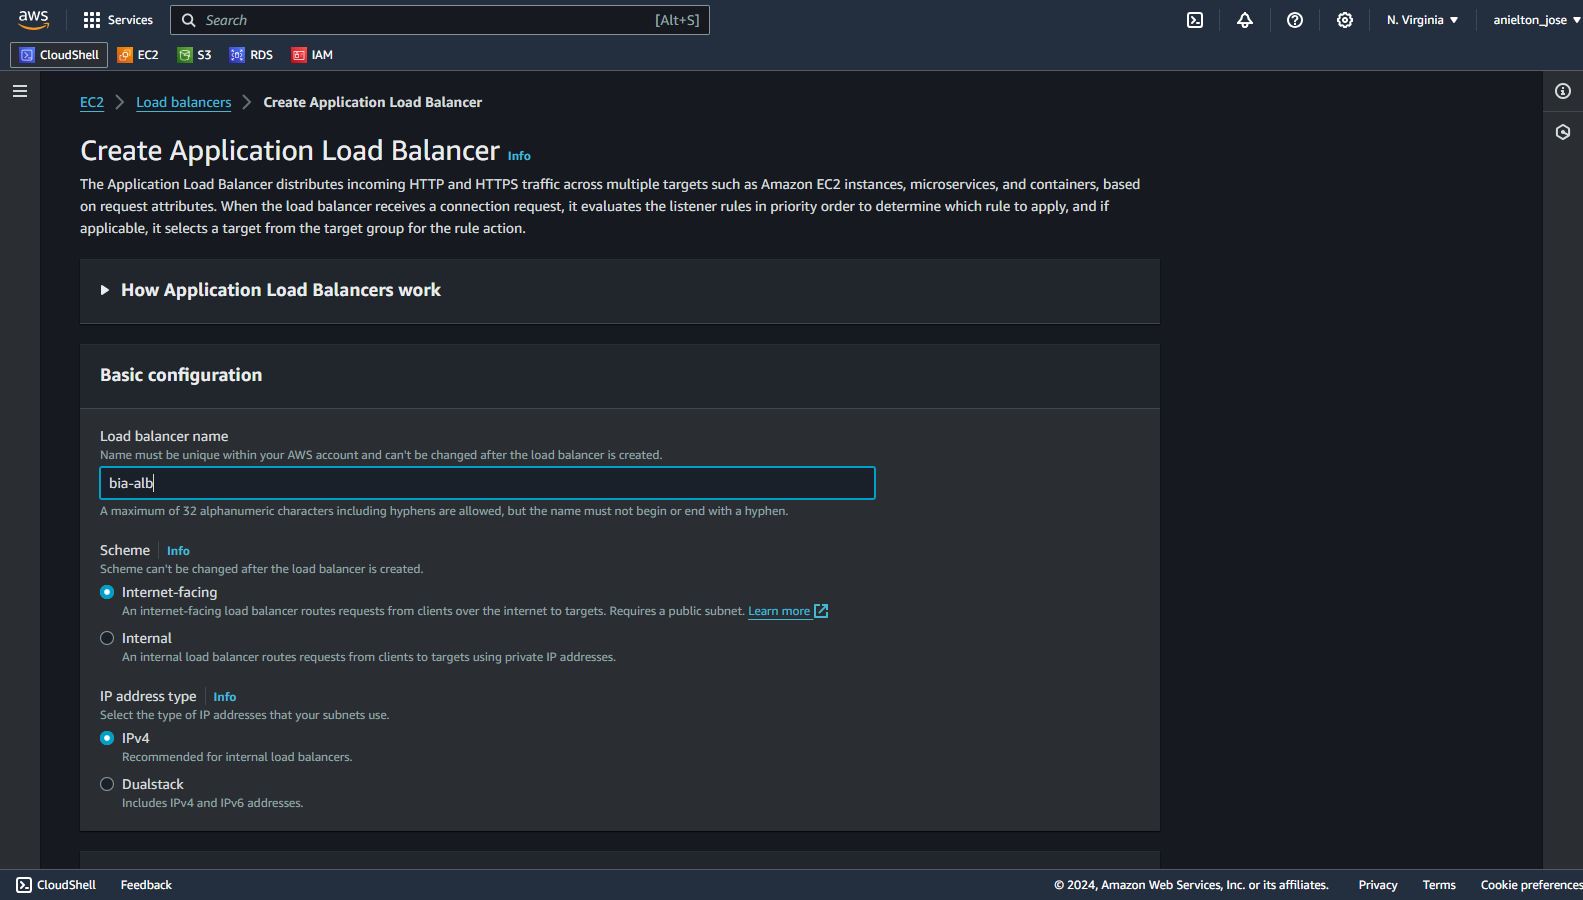 aws
Services
Search
[Alt+S]
N. Virginia
anielton_jose
CloudShell
EC2
S3
RDS
IAM
EC2
Load balancers
Create Application Load Balancer
Create Application Load Balancer Info
The Application Load Balancer distributes incoming HTTP and HTTPS traffic across multiple targets such as Amazon EC2 instances, microservices, and containers, based
on request attributes. When the load balancer receives a connection request, it evaluates the listener rules in priority order to determine which rule to apply, and if
applicable, it selects a target from the target group for the rule action.
How Application Load Balancers work
Basic configuration
Load balancer name
Name must be unique within your AWS account and can't be changed after the load balancer is created.
bia-alb
A maximum of 32 alphanumeric characters including hyphens are allowed, but the name must not begin or end with a hyphen.
Scheme Info
Scheme can't be changed after the load balancer is created.
Internet-facing
An internet-facing load balancer routes requests from clients over the internet to targets. Requires a public subnet. Learn more
Internal
An internal load balancer routes requests from clients to targets using private IP addresses.
IP address type Info
Select the type of IP addresses that your subnets use.
IPv4
Recommended for internal load balancers.
Dualstack
Includes IPv4 and IPv6 addresses.
CloudShell
Feedback
© 2024, Amazon Web Services, Inc. or its affiliates.
Privacy
Terms
Cookie preferences